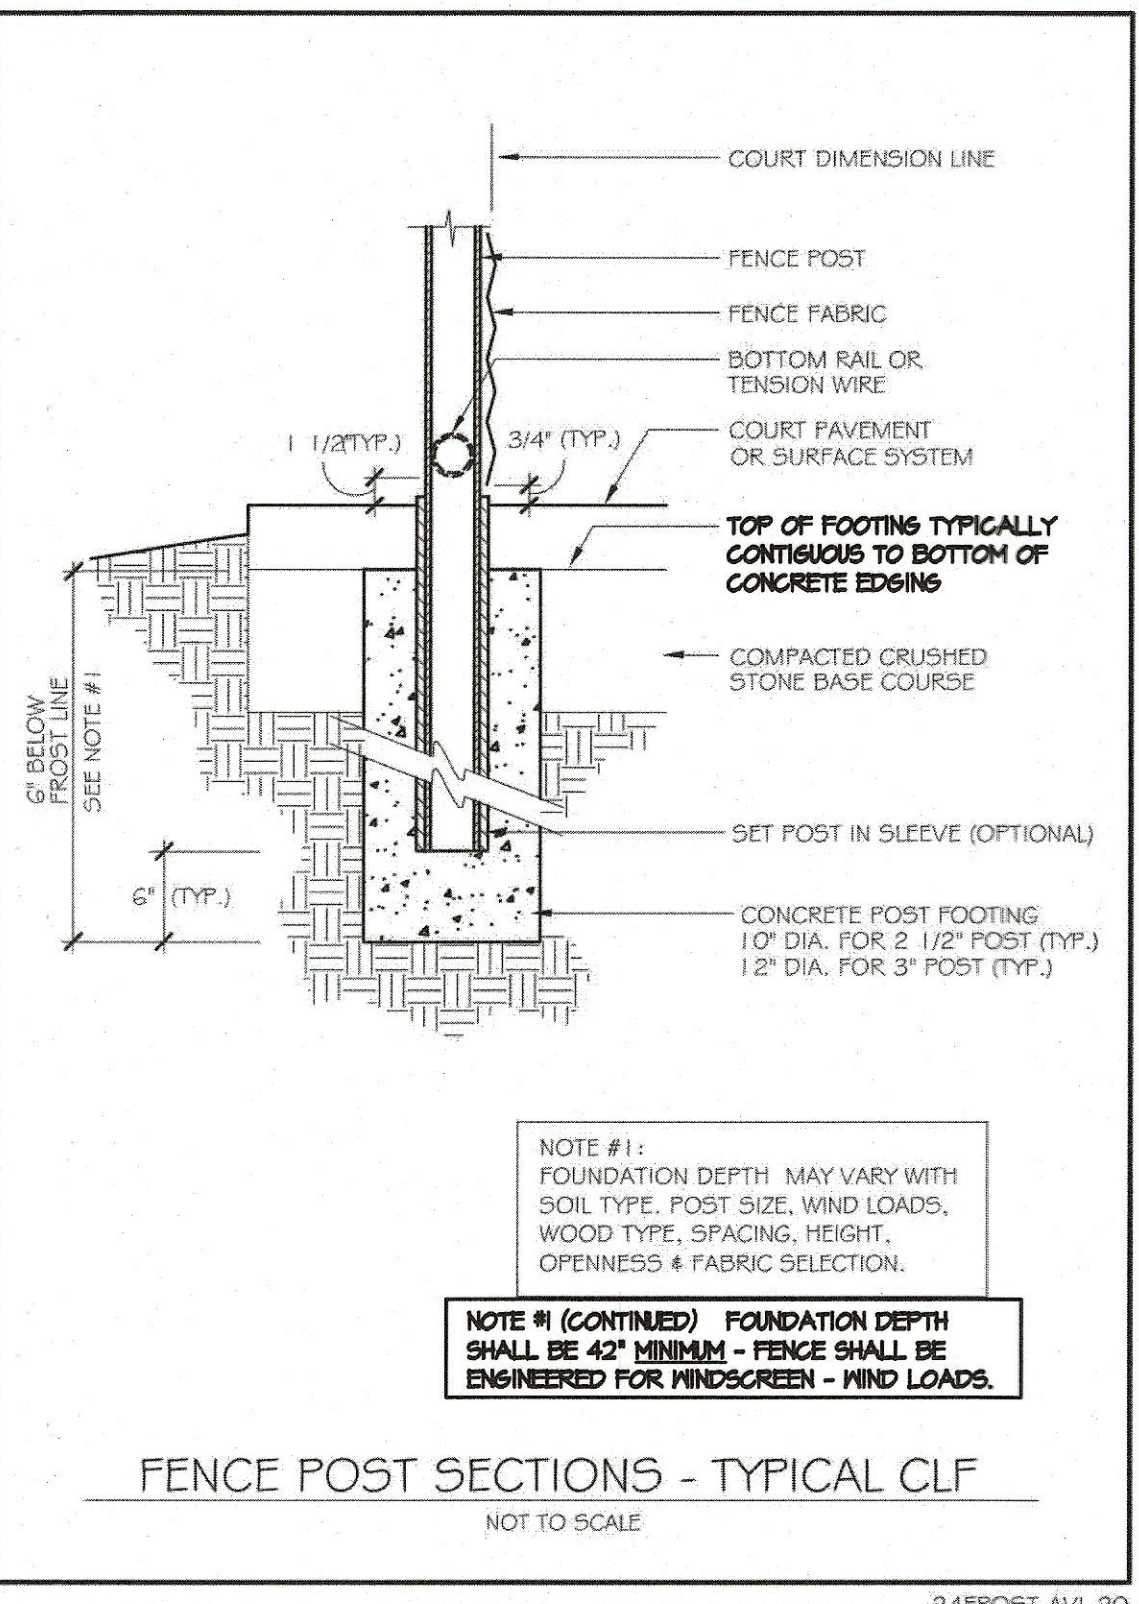 COURT DIMENSION LINE
FENCE POST
FENCE FABRIC
BOTTOM RAIL OR
TENSION WIRE
1 1/2"TYP.)
3/4" (TYP.)
COURT PAVEMENT
OR SURFACE SYSTEM
TOP OF FOOTING TYPICALLY
CONTIGUOUS TO BOTTOM OF
CONCRETE EDGING
COMPACTED CRUSHED
STONE BASE COURSE
6" BELOW
FROST LINE
SEE NOTE #1
SET POST IN SLEEVE (OPTIONAL)
6" (TYP.)
CONCRETE POST FOOTING
10" DIA. FOR 2 1/2" POST (TYP.)
12" DIA. FOR 3" POST (TYP.)
NOTE #1:
FOUNDATION DEPTH MAY VARY WITH
SOIL TYPE. POST SIZE, WIND LOADS,
WOOD TYPE, SPACING, HEIGHT,
OPENNESS & FABRIC SELECTION.
NOTE #1 (CONTINUED) FOUNDATION DEPTH
SHALL BE 42" MINIMUM - FENCE SHALL BE
ENGINEERED FOR WINDSCREEN - WIND LOADS.
FENCE POST SECTIONS - TYPICAL CLF
NOT TO SCALE